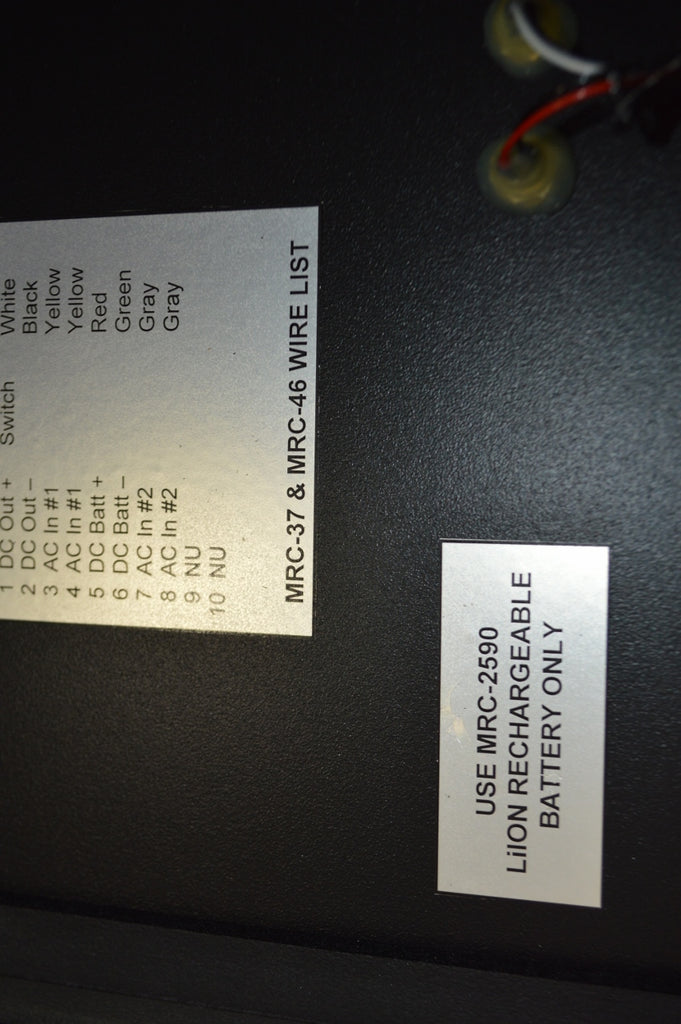 1 DC Out + Switch White
2 DC Out – Black
3 AC In #1 Yellow
4 AC In #1 Yellow
5 DC Batt + Red
6 DC Batt – Green
7 AC In #2 Gray
8 AC In #2 Gray
9 NU
10 NU
MRC-37 & MRC-46 WIRE LIST
USE MRC-2590
LiION RECHARGEABLE
BATTERY ONLY